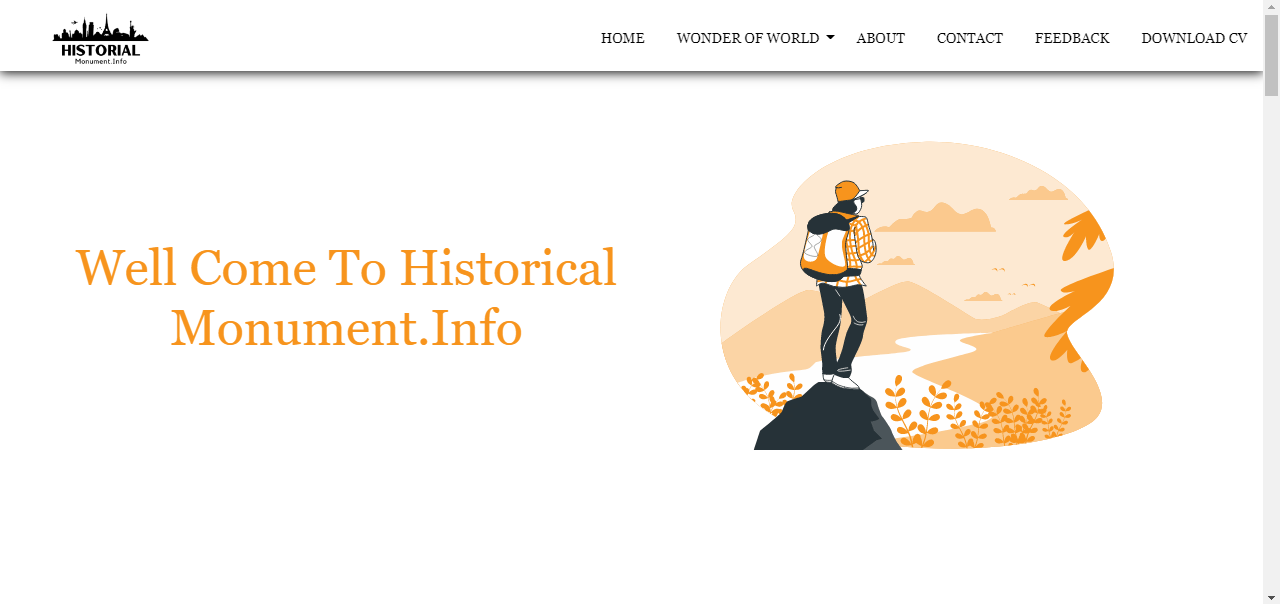 HISTORIAL
Monument.Info
HOME WONDER OF WORLD ABOUT CONTACT FEEDBACK DOWNLOAD CV
Well Come To Historical
Monument.Info